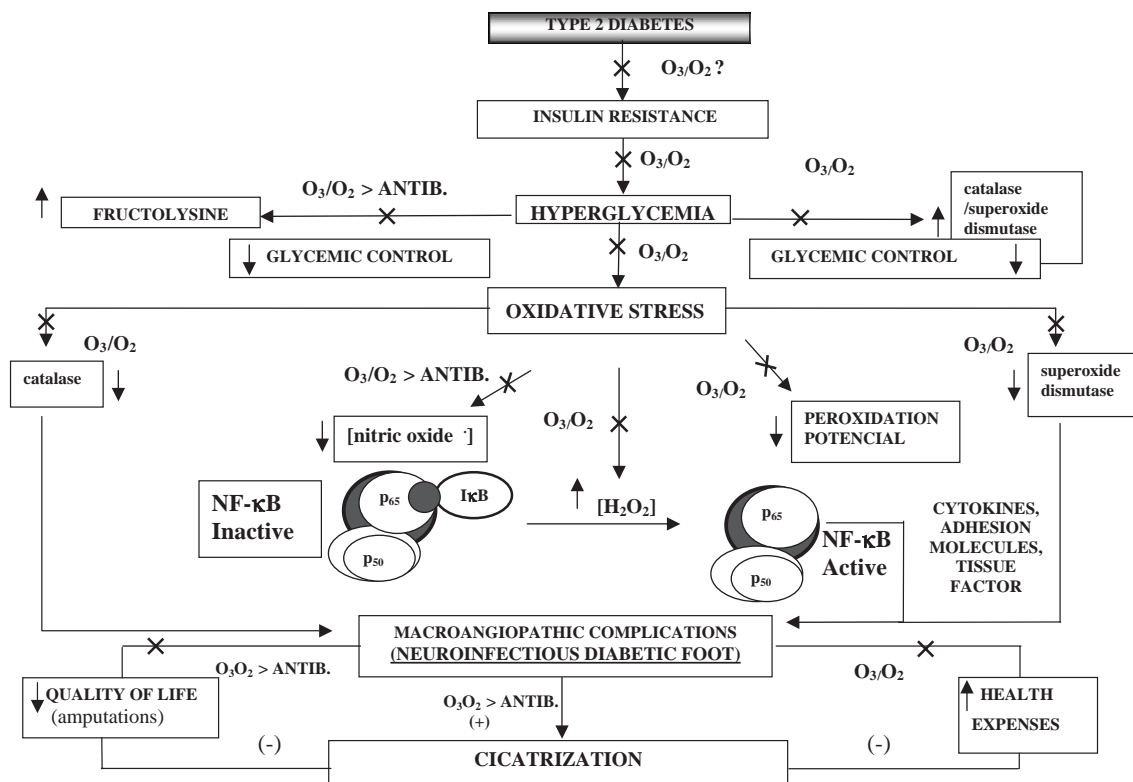 TYPE 2 DIABETES
O₃/O₂ ?
INSULIN RESISTANCE
O₃/O₂
O₃/O₂
O₃/O₂ > ANTIB.
FRUCTOLYSINE
HYPERGLYCEMIA
catalase
/superoxide
dismutase
GLYCEMIC CONTROL
O₃/O₂
GLYCEMIC CONTROL
OXIDATIVE STRESS
O₃/O₂
catalase
O₃/O₂ > ANTIB.
O₃/O₂
O₃/O₂
O₃/O₂
superoxide
dismutase
[nitric oxide ·]
PEROXIDATION
POTENCIAL
NF-κB
Inactive
p₆₅
IκB
p₅₀
[H₂O₂]
p₆₅
p₅₀
NF-κB
Active
CYTOKINES,
ADHESION
MOLECULES,
TISSUE
FACTOR
MACROANGIOPATHIC COMPLICATIONS
(NEUROINFECTIOUS DIABETIC FOOT)
O₃O₂ > ANTIB.
O₃/O₂
QUALITY OF LIFE
(amputations)
O₃O₂ > ANTIB.
(+)
HEALTH
EXPENSES
(-)
CICATRIZATION
(-)